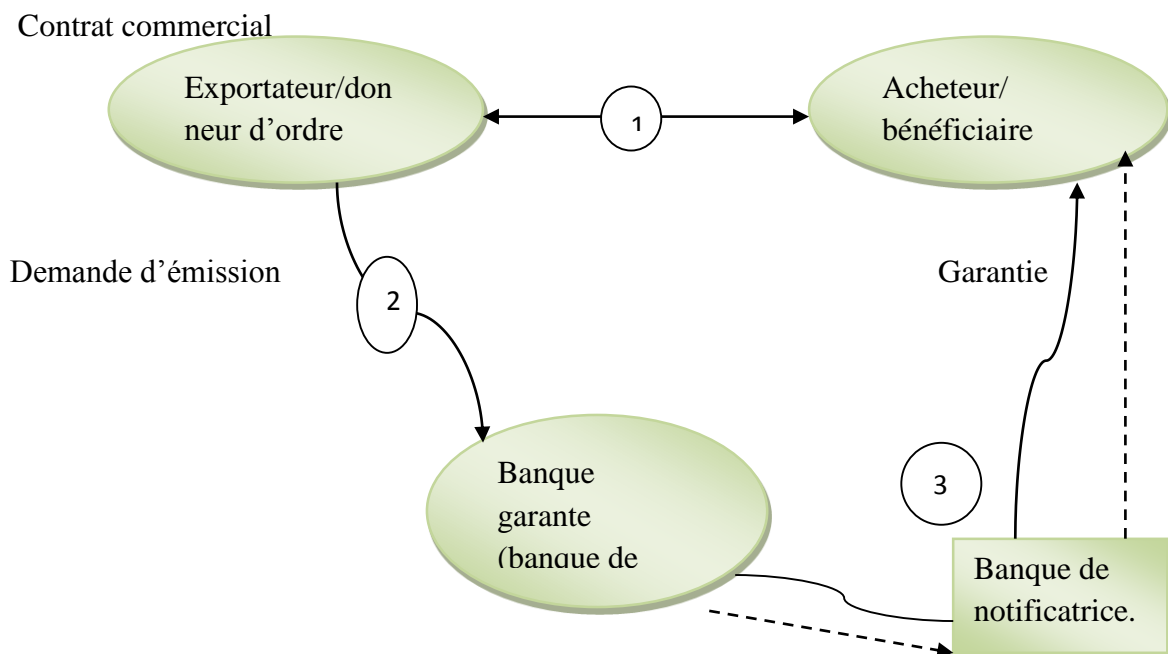 Contrat commercial
Exportateur/don
neur d'ordre
1
Acheteur/
bénéficiaire
Demande d'émission
2
Garantie
Banque
garante
(banque de
3
Banque de
notificatrice.